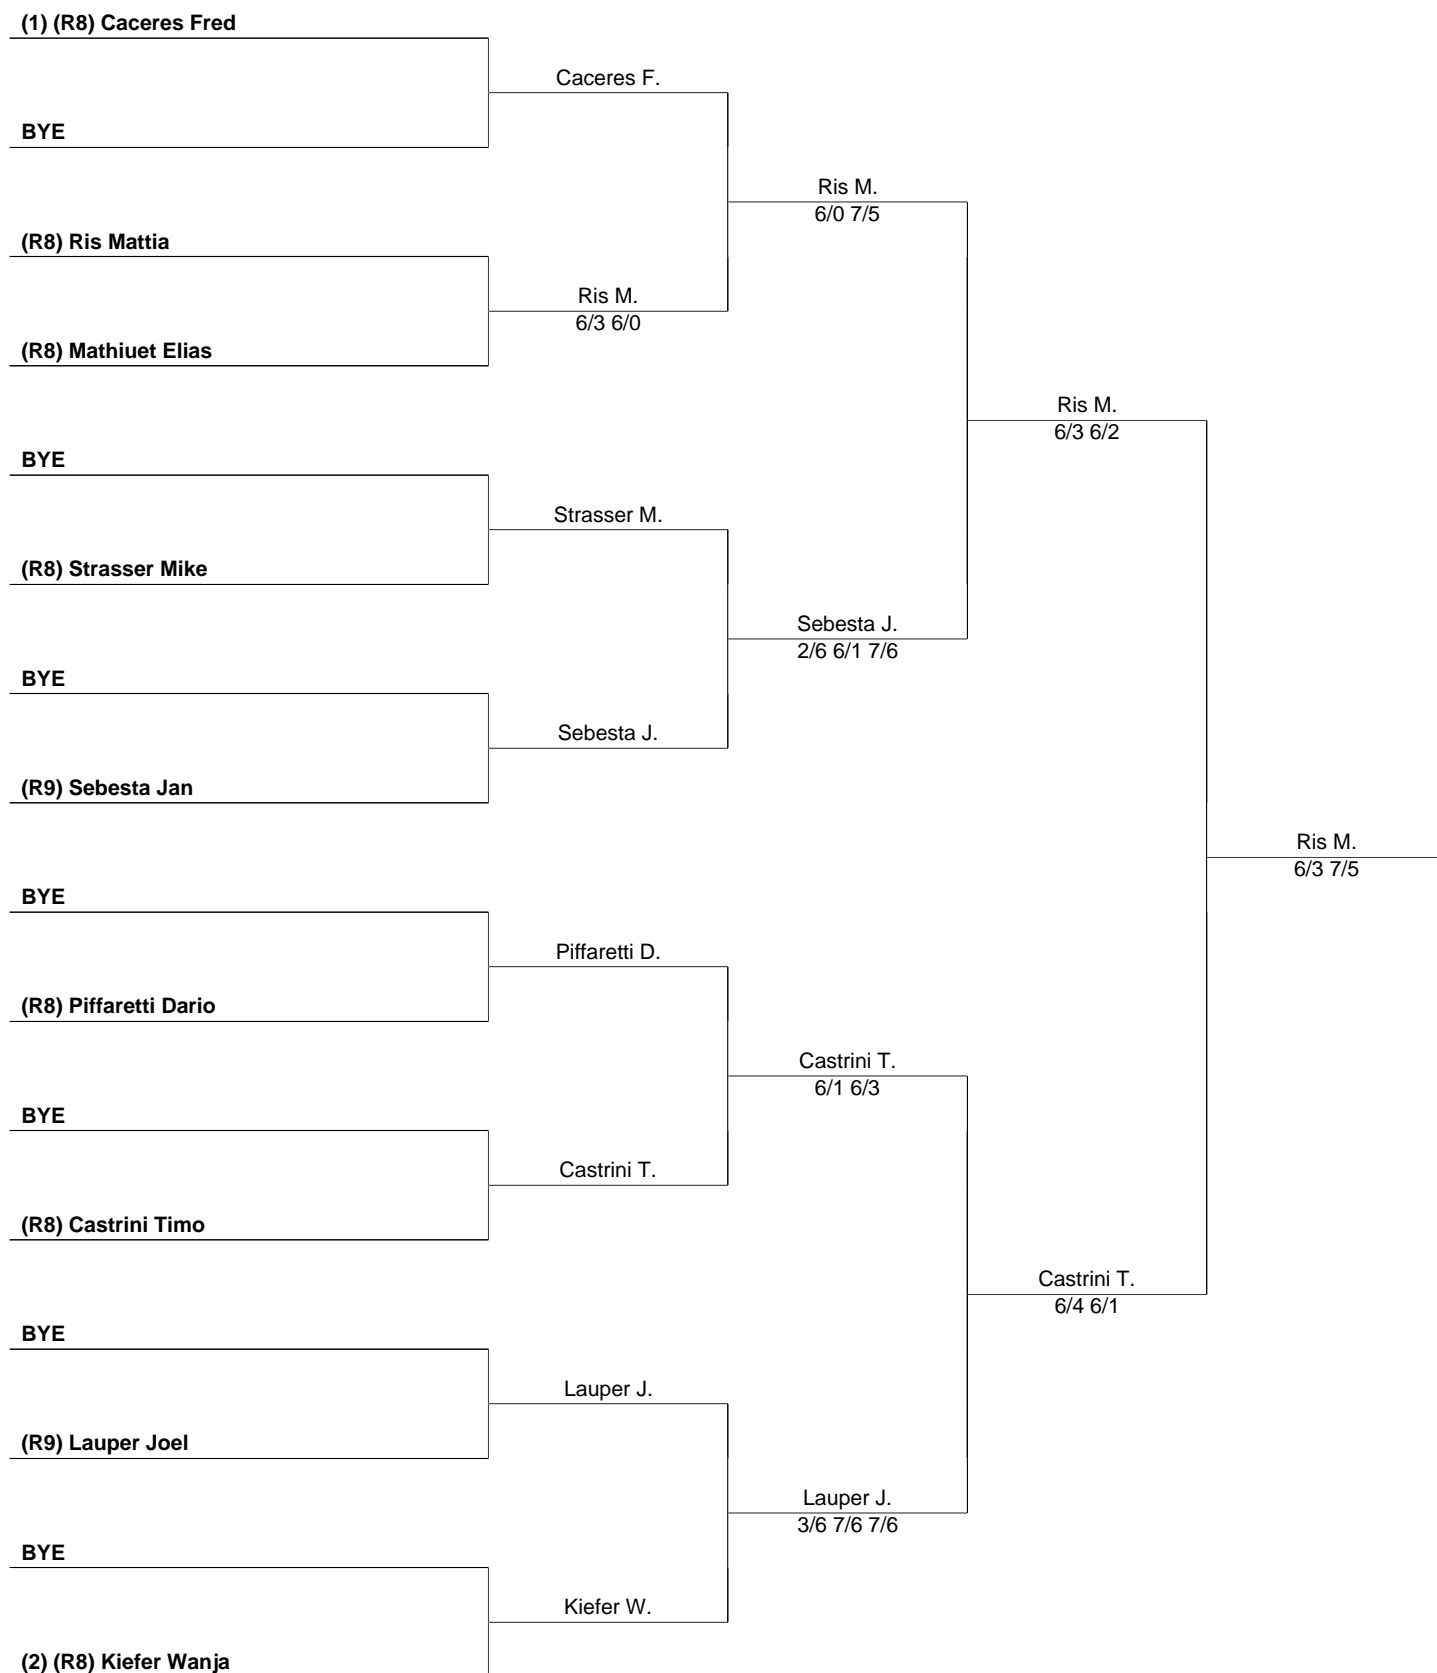 (1) (R8) Caceres Fred
Caceres F.
BYE
Ris M.
6/0 7/5
(R8) Ris Mattia
Ris M.
6/3 6/0
(R8) Mathiuet Elias
Ris M.
6/3 6/2
BYE
Strasser M.
(R8) Strasser Mike
Sebesta J.
2/6 6/1 7/6
BYE
Sebesta J.
(R9) Sebesta Jan
Ris M.
6/3 7/5
BYE
Piffaretti D.
(R8) Piffaretti Dario
Castrini T.
6/1 6/3
BYE
Castrini T.
(R8) Castrini Timo
Castrini T.
6/4 6/1
BYE
Lauper J.
(R9) Lauper Joel
Lauper J.
3/6 7/6 7/6
BYE
Kiefer W.
(2) (R8) Kiefer Wanja